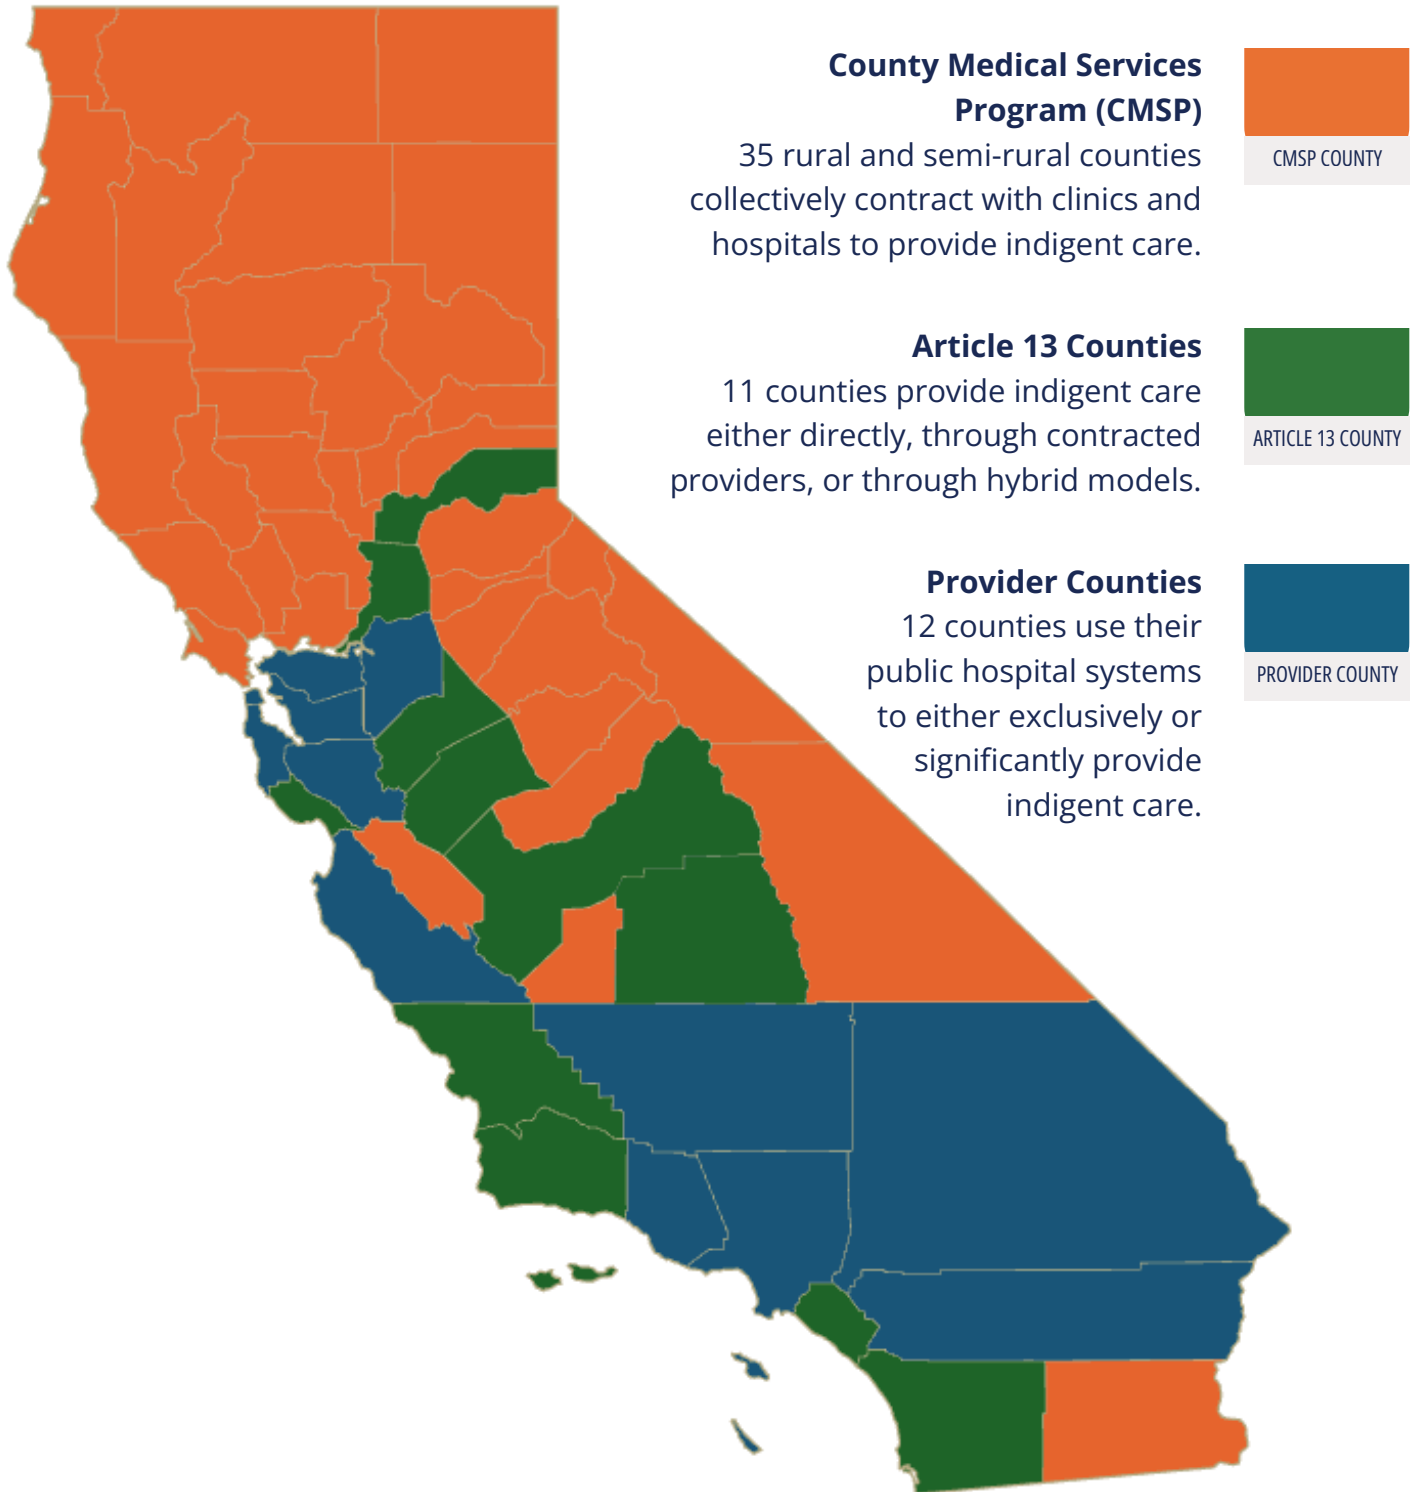 County Medical Services
Program (CMSP)
35 rural and semi-rural counties
collectively contract with clinics and
hospitals to provide indigent care.
CMSP COUNTY
Article 13 Counties
11 counties provide indigent care
either directly, through contracted
providers, or through hybrid models.
ARTICLE 13 COUNTY
Provider Counties
12 counties use their
public hospital systems
to either exclusively or
significantly provide
indigent care.
PROVIDER COUNTY